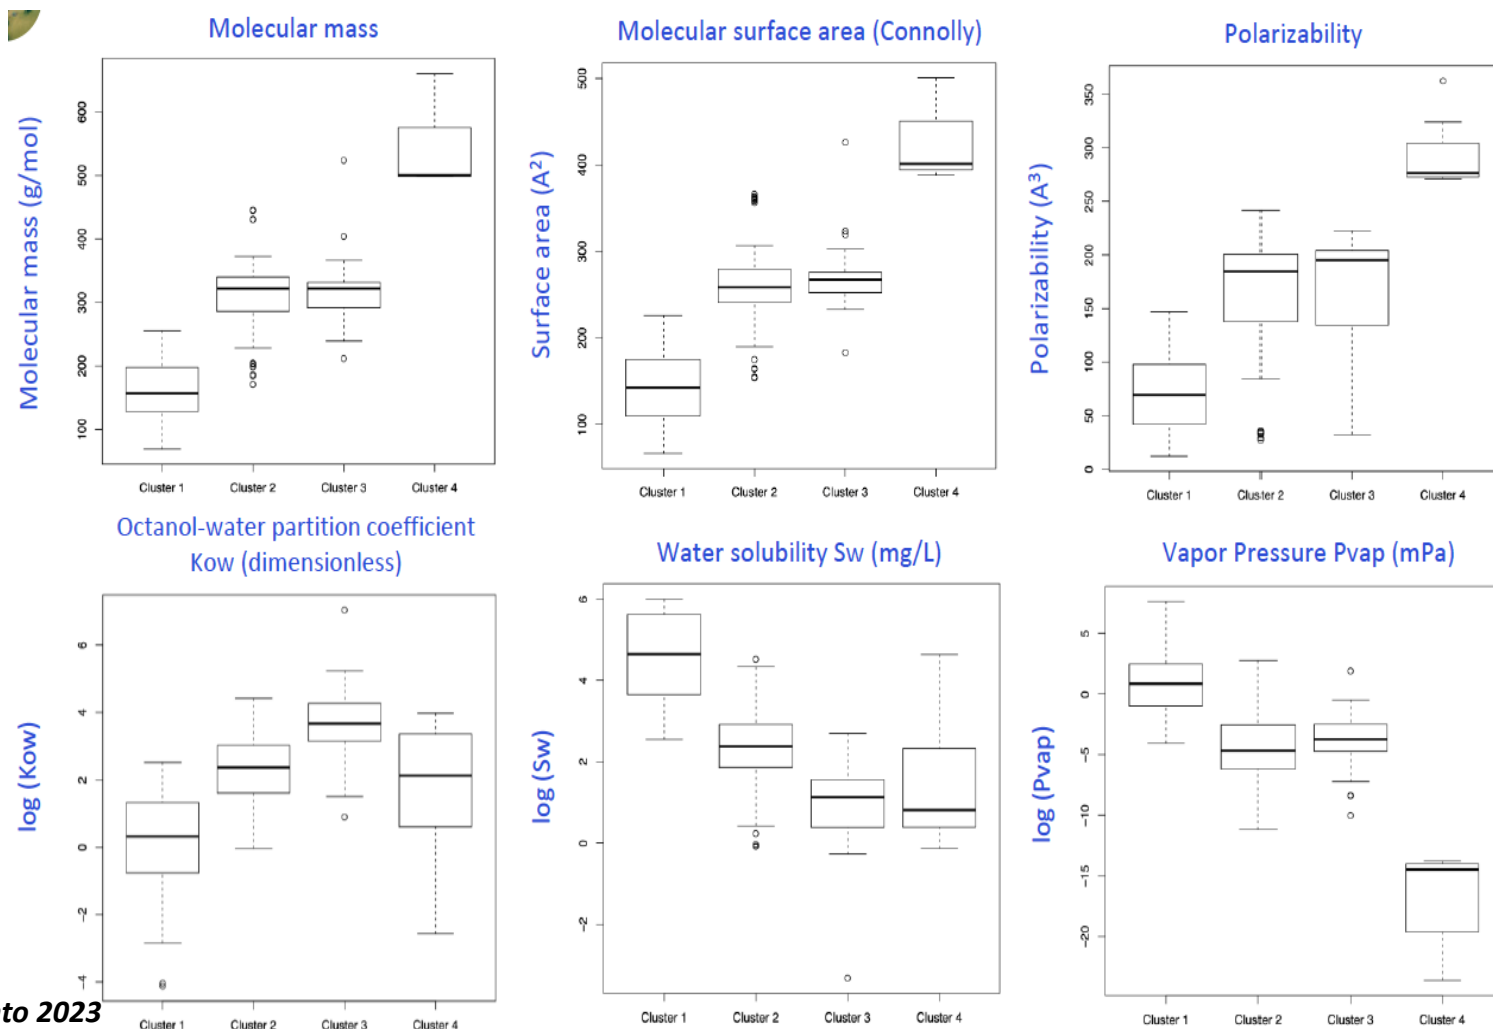 Molecular mass
Molecular mass (g/mol)
600
500
400
300
200
100
Cluster 1
Cluster 2
Cluster 3
Cluster 4
Molecular surface area (Connolly)
Surface area (A²)
500
400
300
200
100
Cluster 1
Cluster 2
Cluster 3
Cluster 4
Polarizability
Polarizability (A³)
350
300
250
200
150
100
50
0
Cluster 1
Cluster 2
Cluster 3
Cluster 4
Octanol-water partition coefficient
Kow (dimensionless)
log (Kow)
6
4
2
0
-2
-4
Cluster 1
Cluster 2
Cluster 3
Cluster 4
Water solubility Sw (mg/L)
log (Sw)
6
4
2
0
-2
Cluster 1
Cluster 2
Cluster 3
Cluster 4
Vapor Pressure Pvap (mPa)
log (Pvap)
5
0
-5
-10
-15
-20
Cluster 1
Cluster 2
Cluster 3
Cluster 4
to 2023